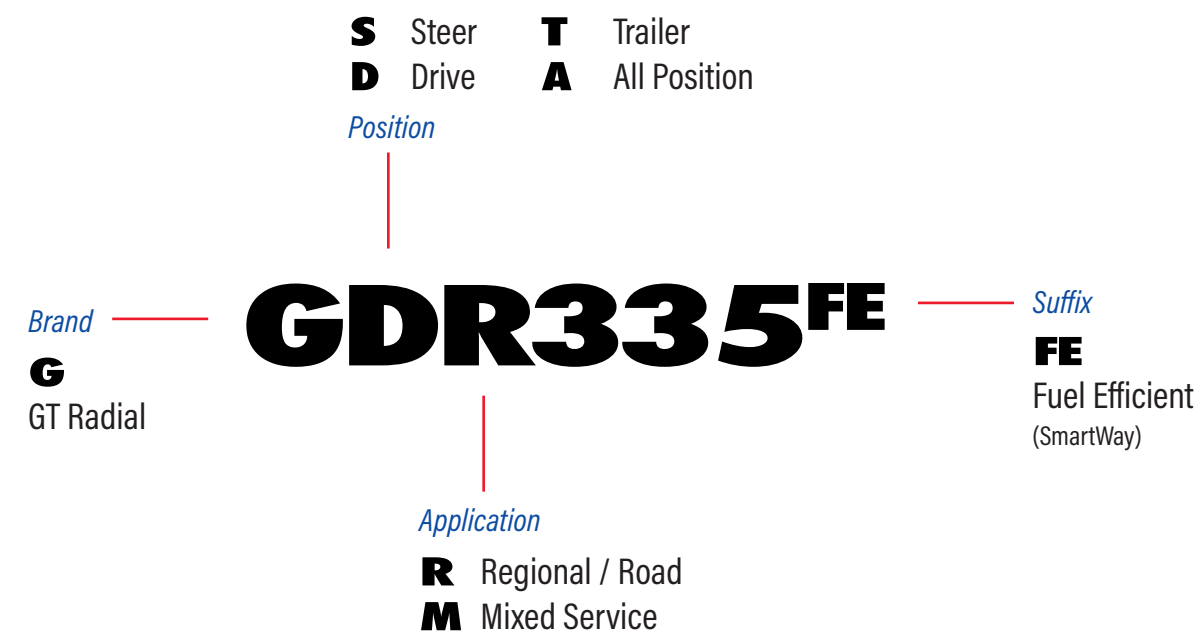 S Steer T Trailer
D Drive A All Position
Position
GDR335FE
Brand
G
GT Radial
Suffix
FE
Fuel Efficient
(SmartWay)
Application
R Regional / Road
M Mixed Service